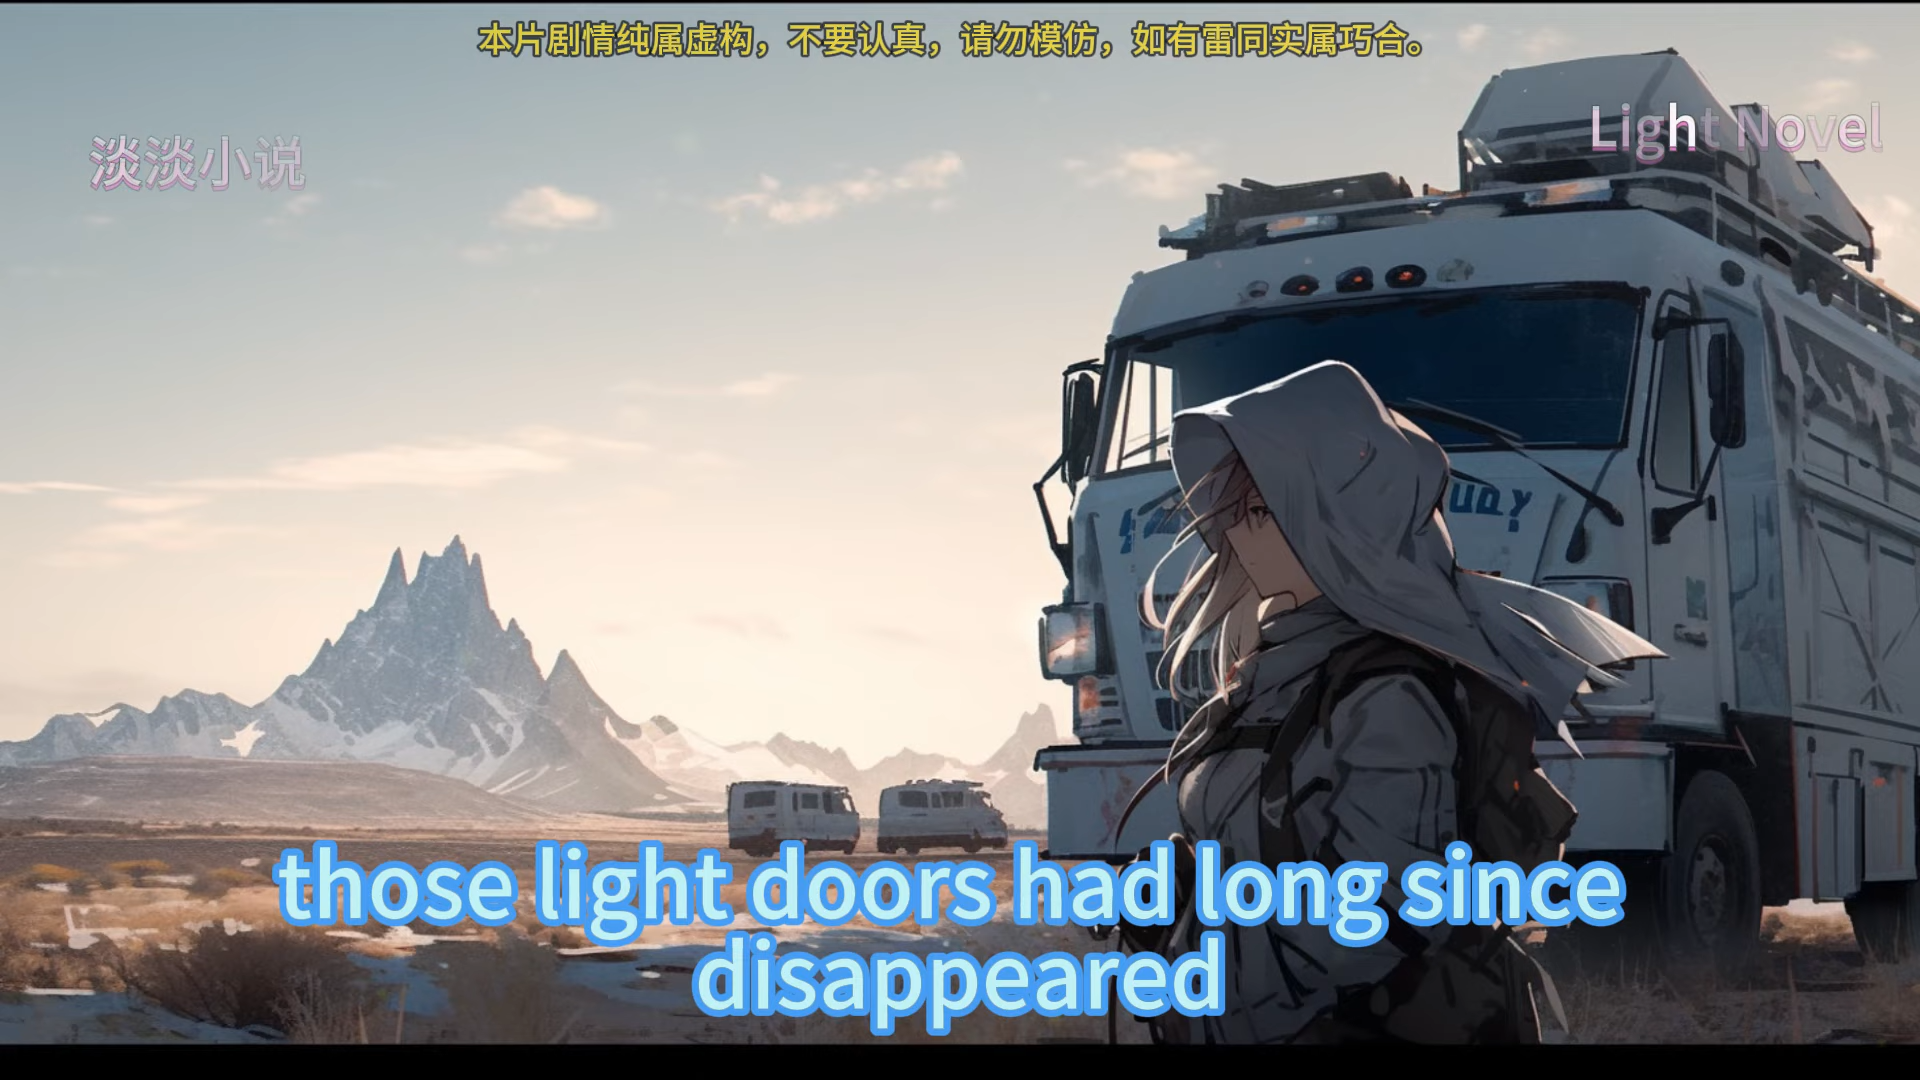 本片剧情纯属虚构，不要认真，请勿模仿，如有雷同实属巧合。
淡淡小说
Light Novel
those light doors had long since
disappeared